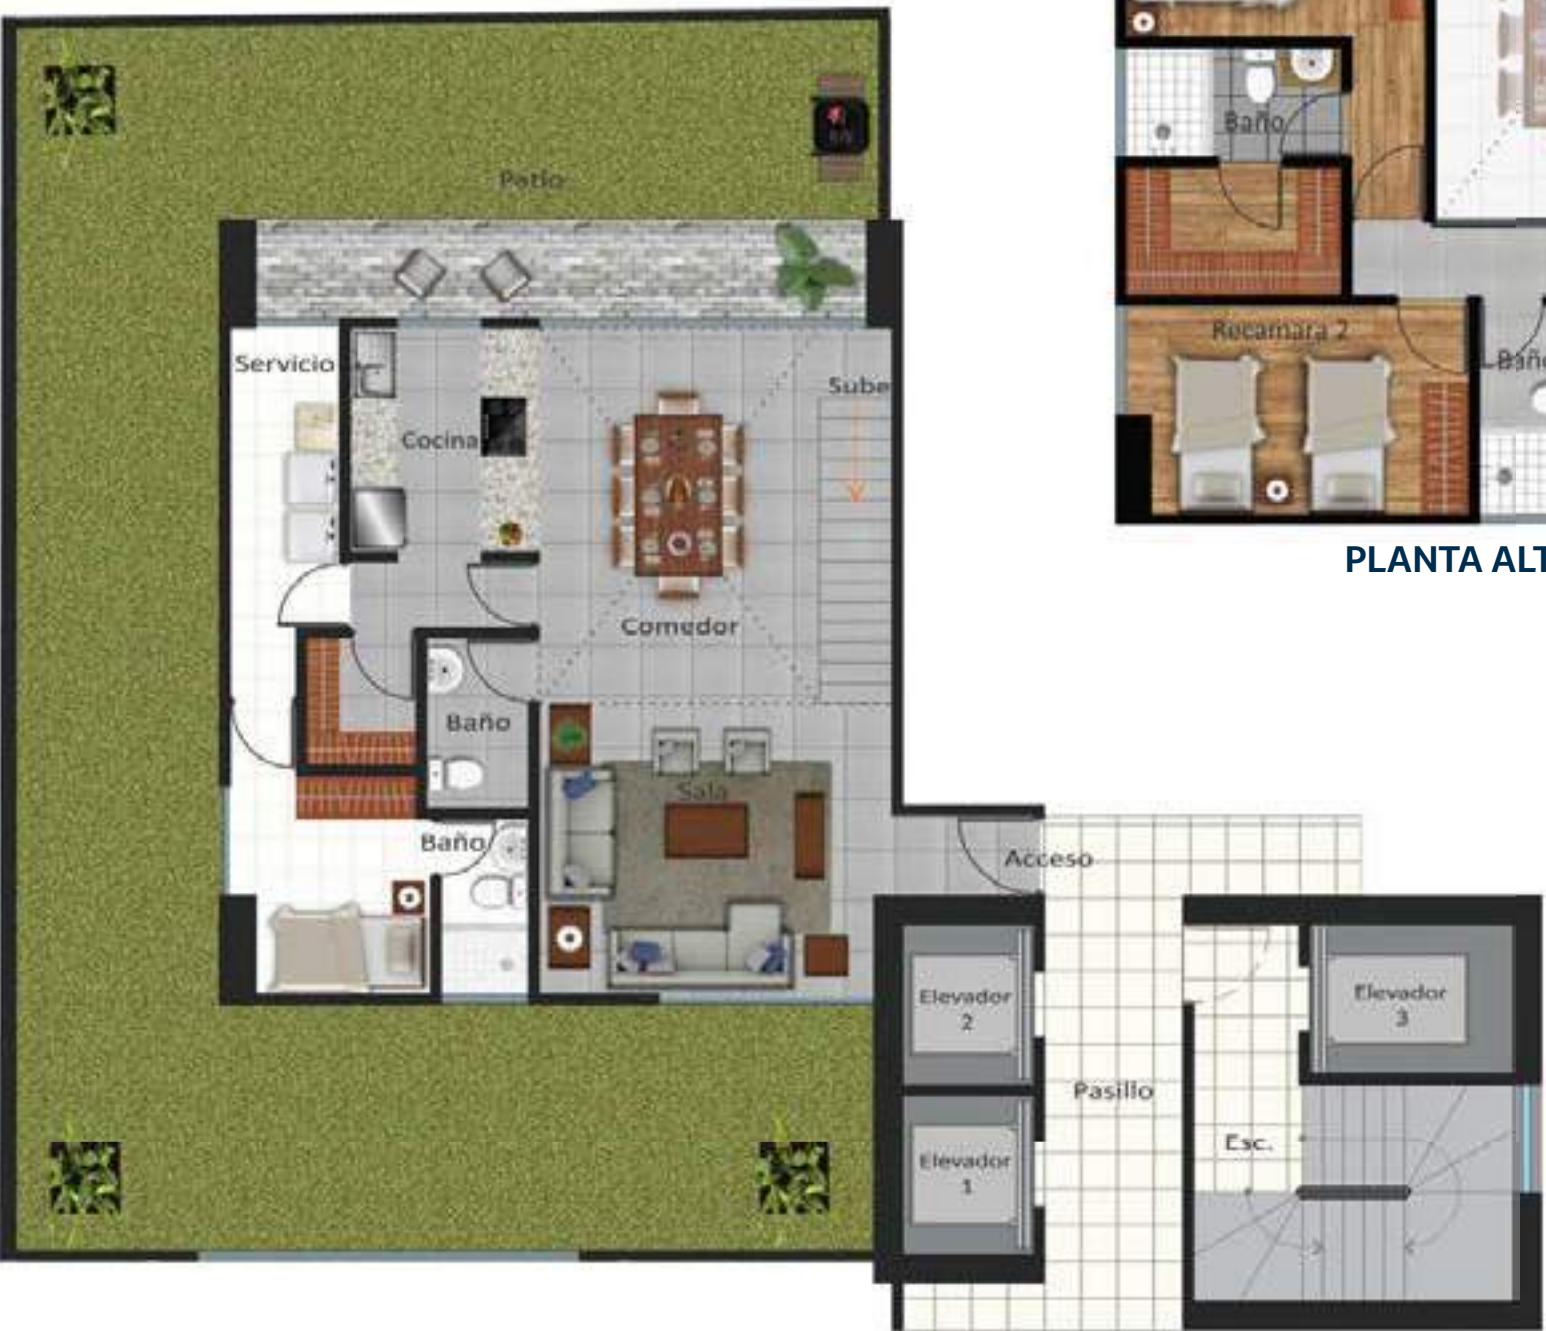 Patio
Servicio
Cocina
Sube
Comedor
Baño
Sala
Baño
Acceso
Elevador
2
Elevador
3
Pasillo
Elevador
1
Esc.
Baño
Recamara 2
Baño
PLANTA ALT